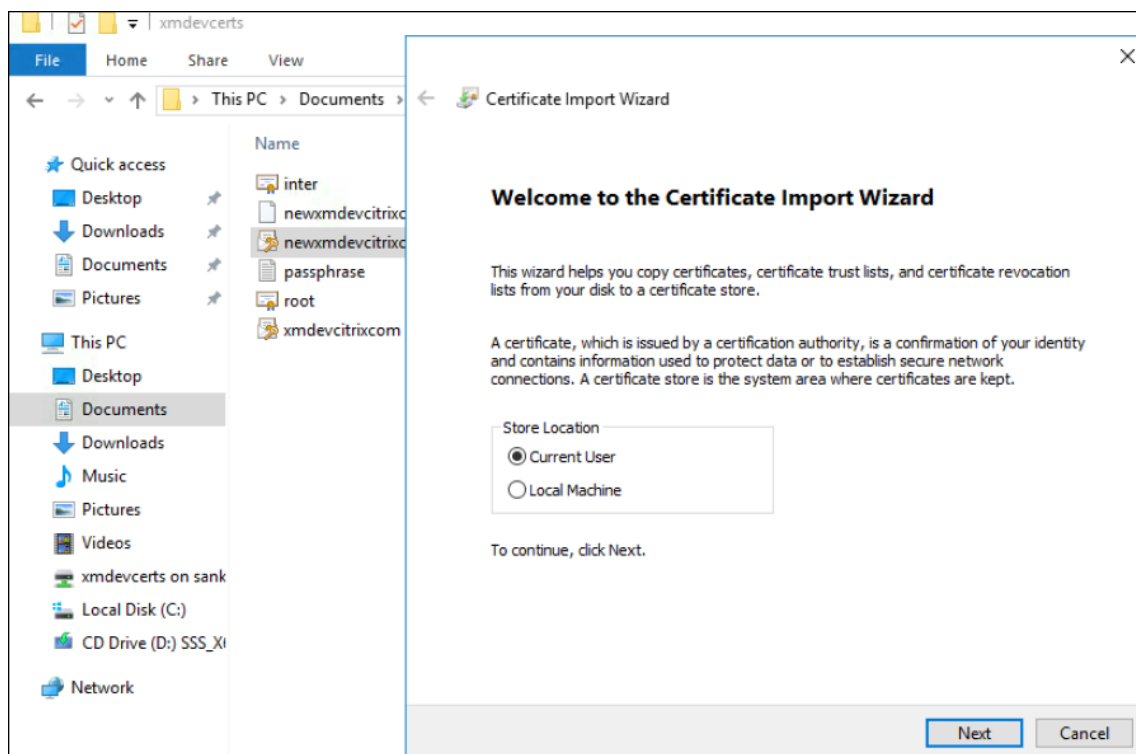 xmdevcerts
File Home Share View
This PC > Documents >
Name
Quick access
Desktop
Downloads
Documents
Pictures
This PC
Desktop
Documents
Downloads
Music
Pictures
Videos
xmdevcerts on sank
Local Disk (C:)
CD Drive (D:) SSS_X
Network
inter
newxmdevcitrixc
newxmdevcitrixc
passphrase
root
xmdevcitrixcom
Certificate Import Wizard
Welcome to the Certificate Import Wizard
This wizard helps you copy certificates, certificate trust lists, and certificate revocation
lists from your disk to a certificate store.
A certificate, which is issued by a certification authority, is a confirmation of your identity
and contains information used to protect data or to establish secure network
connections. A certificate store is the system area where certificates are kept.
Store Location
Current User
Local Machine
To continue, click Next.
Next Cancel